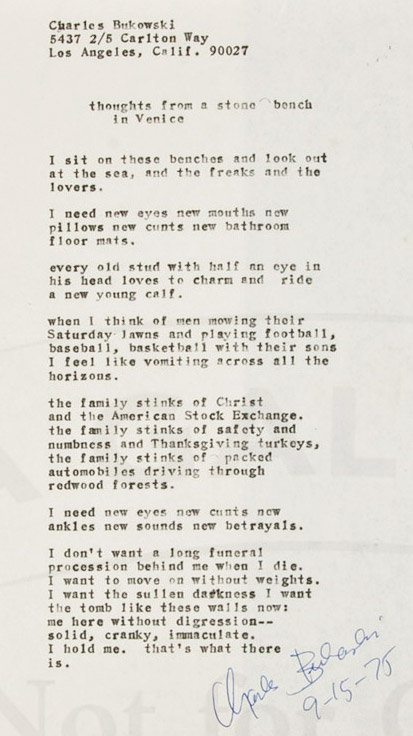 Charles Bukowski
5437 2/5 Carlton Way
Los Angeles, Calif. 90027
thoughts from a stone bench
in Venice
I sit on these benches and look out
at the sea, and the freaks and the
lovers.
I need new eyes new mouths new
pillows new cunts new bathroom
floor mats.
every old stud with half an eye in
his head loves to charm and ride
a new young calf.
when I think of men mowing their
Saturday lawns and playing football,
baseball, basketball with their sons
I feel like vomiting across all the
horizons.
the family stinks of Christ
and the American Stock Exchange.
the family stinks of safety and
numbness and Thanksgiving turkeys,
the family stinks of packed
automobiles driving through
redwood forests.
I need new eyes new cunts new
ankles new sounds new betrayals.
I don't want a long funeral
procession behind me when I die.
I want to move on without weights.
I want the sullen darkness I want
the tomb like these walls now:
me here without digression--
solid, cranky, immaculate.
I hold me. that's what there
is.
Charles Bukowski
9-15-75
Not for